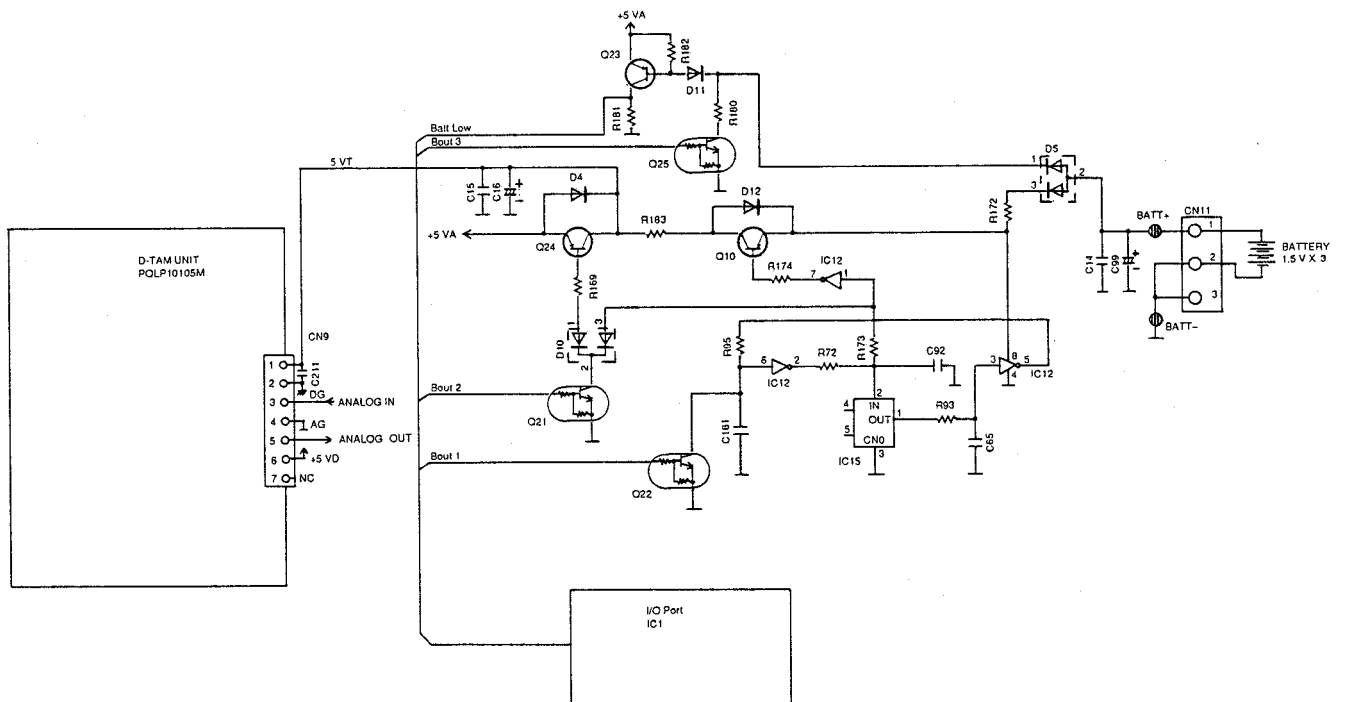 +5 VA
Q23
R182
D11
R181
R180
Batt Low
Bout 3
Q25
5 VT
C15
C16
+
-
D4
D12
D5
1
2
3
R172
BATT+
CN11
+5 VA
Q24
R183
Q10
C14
C99
+
-
1
2
3
BATTERY
1.5 V X 3
BATT-
D-TAM UNIT
PQLP10105M
R169
R174
7
IC12
1
D10
1
3
2
CN9
R95
6
2
IC12
R72
R173
C92
3
8
5
4
IC12
1
2
3
4
5
6
7
C211
DG
ANALOG IN
AG
ANALOG OUT
+5 VD
NC
Bout 2
Q21
C161
2
IN
4
OUT
1
5
CN0
3
IC15
R93
C65
Bout 1
Q22
I/O Port
IC1